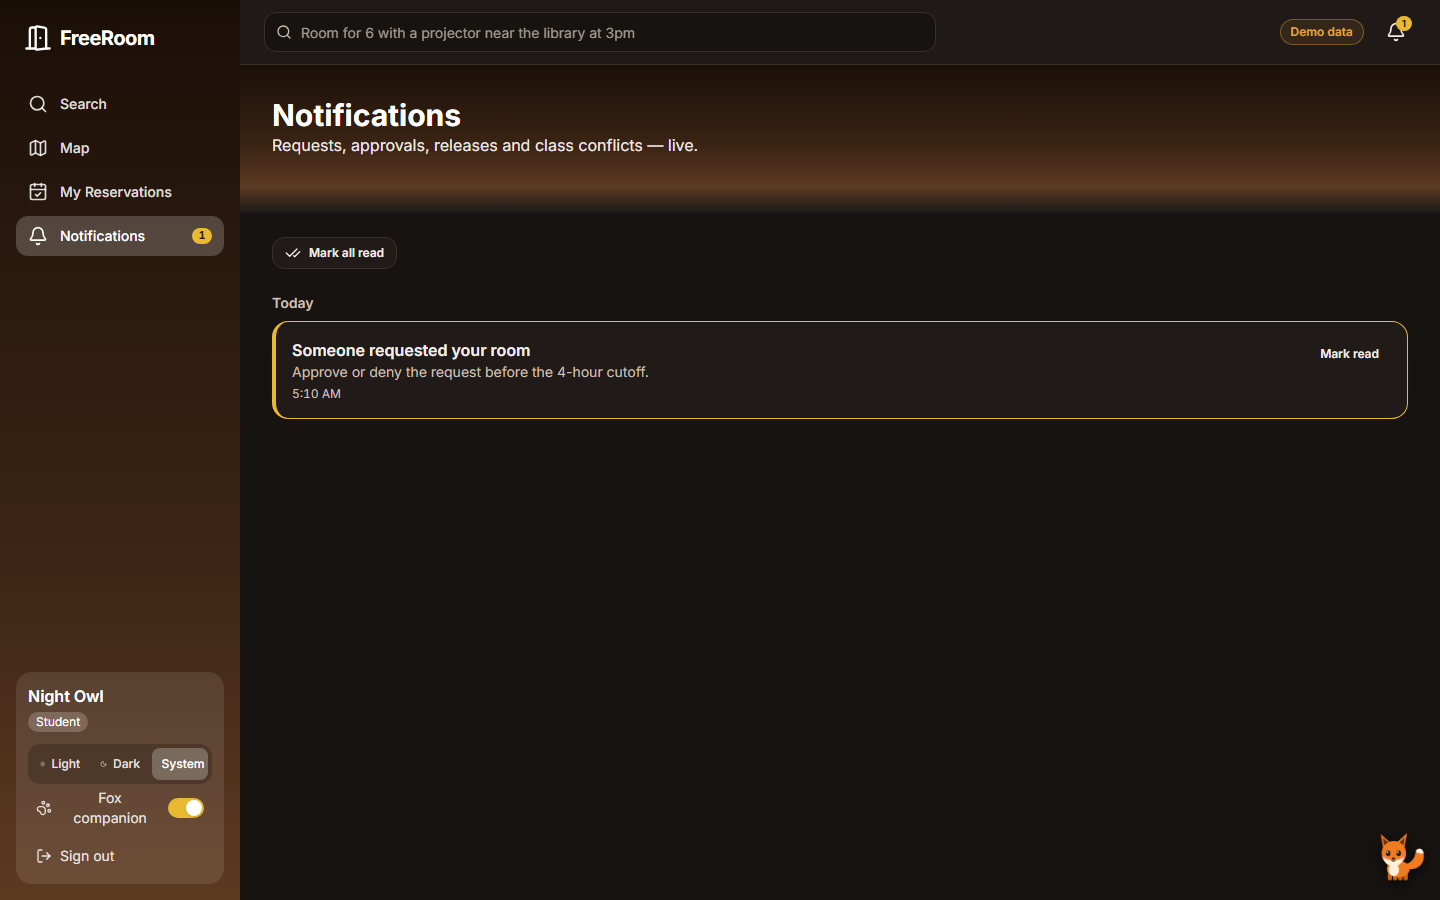 FreeRoom
Room for 6 with a projector near the library at 3pm
Demo data
1
Search
Map
My Reservations
Notifications
1
Notifications
Requests, approvals, releases and class conflicts — live.
Mark all read
Today
Someone requested your room
Approve or deny the request before the 4-hour cutoff.
5:10 AM
Mark read
Night Owl
Student
Light
Dark
System
Fox
companion
Sign out